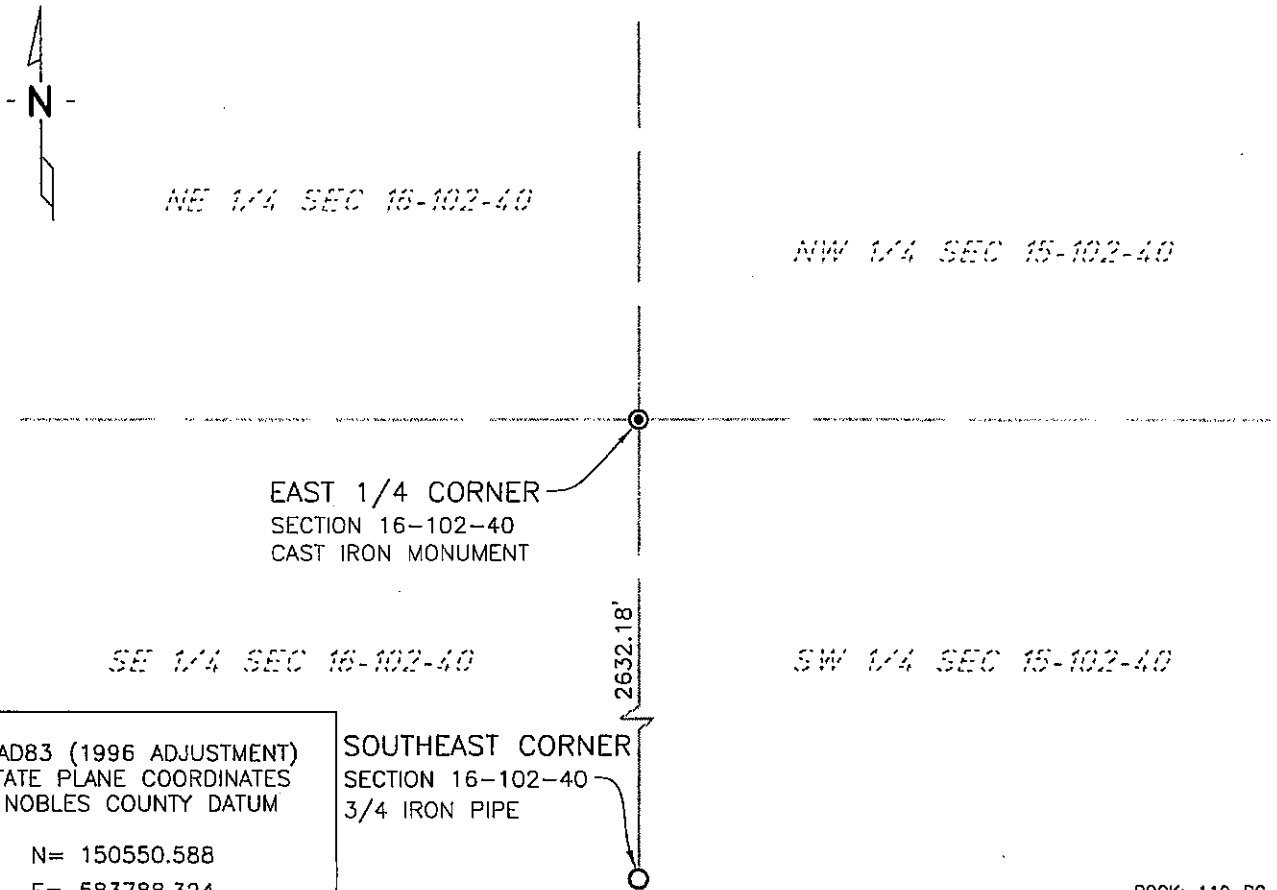 - N -
NE 1/4 SEC 16-102-40
NW 1/4 SEC 15-102-40
EAST 1/4 CORNER
SECTION 16-102-40
CAST IRON MONUMENT
2632.18'
SE 1/4 SEC 16-102-40
SW 1/4 SEC 15-102-40
AD83 (1996 ADJUSTMENT)
TATE PLANE COORDINATES
NOBLES COUNTY DATUM
N= 150550.588
SOUTHEAST CORNER
SECTION 16-102-40
3/4 IRON PIPE